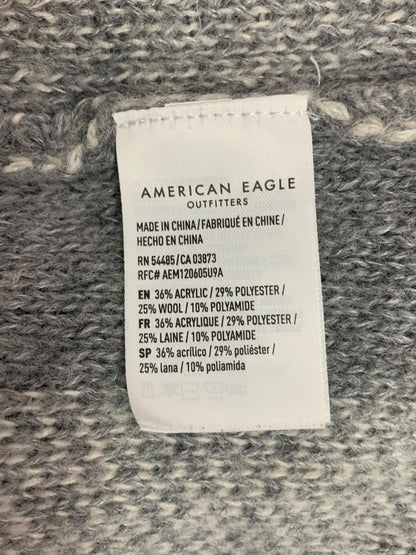 AMERICAN EAGLE
OUTFITTERS
MADE IN CHINA/FABRIQUÉ EN CHINE/
HECHO EN CHINA
RN 54485/CA 03873
RFC# AEM120605U9A
EN 36% ACRYLIC / 29% POLYESTER /
25% WOOL / 10% POLYAMIDE
FR 36% ACRYLIQUE / 29% POLYESTER /
25% LAINE / 10% POLYAMIDE
SP 36% acrílico / 29% poliéster /
25% lana / 10% poliamida